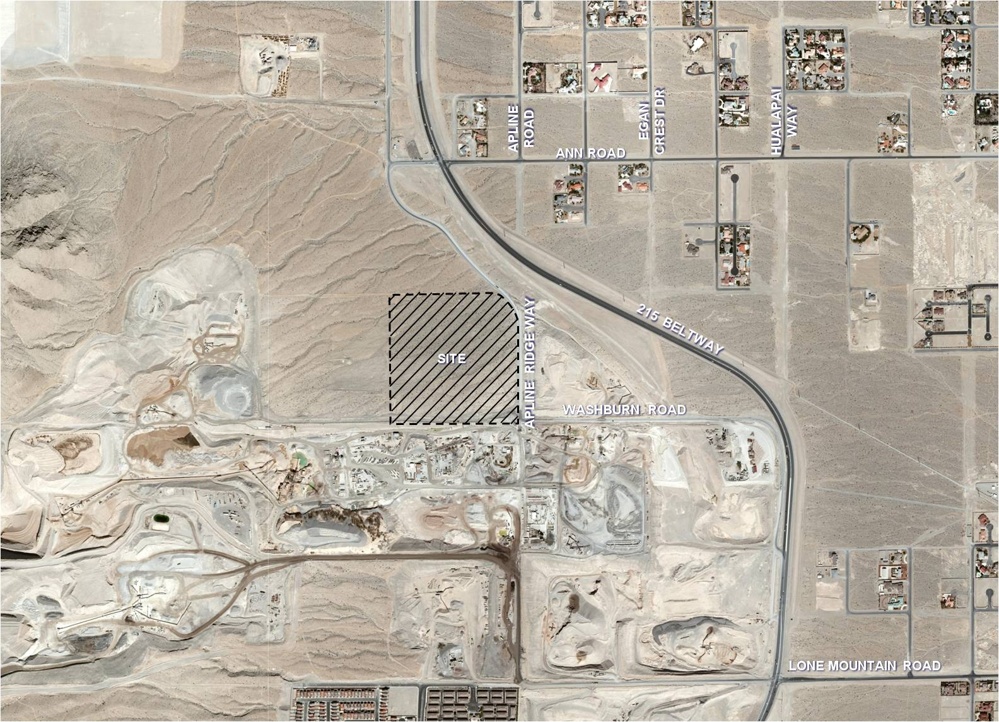 APLINE
ROAD
EGAN
CREST DR
HUALAPAI
WAY
ANN ROAD
215 BELTWAY
SITE
APLINE RIDGE WAY
WASHBURN ROAD
LONE MOUNTAIN ROAD